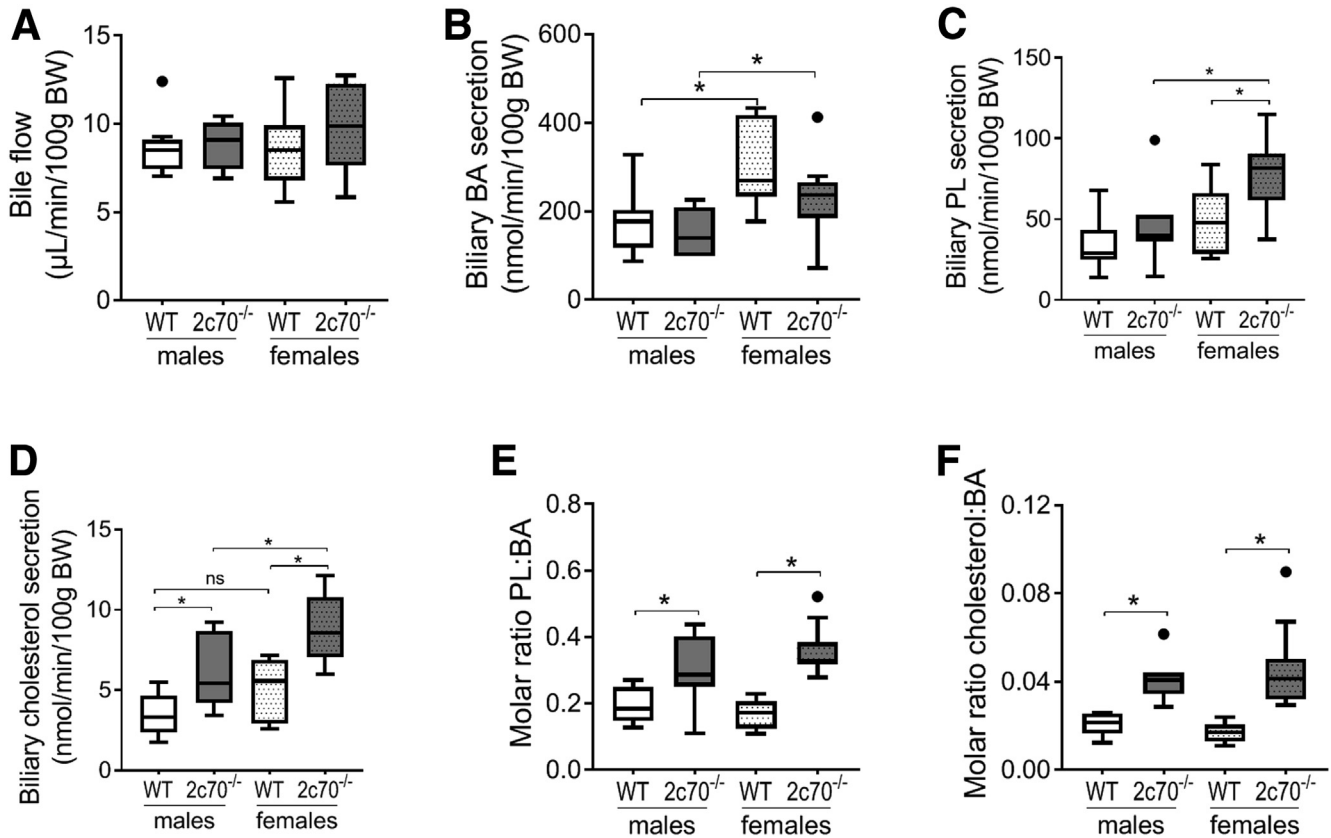 A
Bile flow
(µL/min/100g BW)
15
10
5
0
WT 2c70-/- WT 2c70-/-
males females
B
Biliary BA secretion
(nmol/min/100g BW)
600
400
200
0
*
*
WT 2c70-/- WT 2c70-/-
males females
C
Biliary PL secretion
(nmol/min/100g BW)
150
100
50
0
*
*
WT 2c70-/- WT 2c70-/-
males females
D
Biliary cholesterol secretion
(nmol/min/100g BW)
15
10
5
0
*
*
ns
*
WT 2c70-/- WT 2c70-/-
males females
E
Molar ratio PL:BA
0.8
0.6
0.4
0.2
0.0
*
*
WT 2c70-/- WT 2c70-/-
males females
F
Molar ratio cholesterol:BA
0.12
0.08
0.04
0.00
*
*
WT 2c70-/- WT 2c70-/-
males females